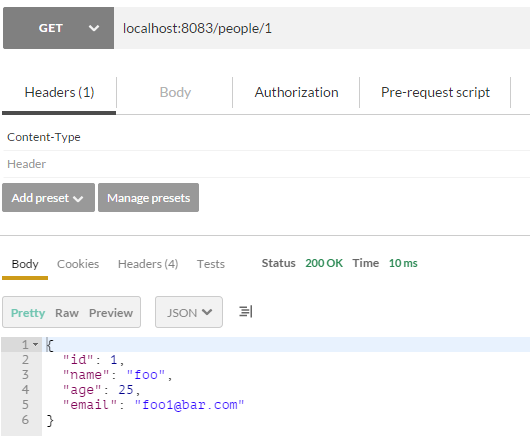 GET localhost:8083/people/1
Headers (1) Body Authorization Pre-request script
Content-Type
Header
Add preset Manage presets
Body Cookies Headers (4) Tests Status 200 OK Time 10 ms
Pretty Raw Preview JSON
1 {
2 "id": 1,
3 "name": "foo",
4 "age": 25,
5 "email": "foo1@bar.com"
6 }